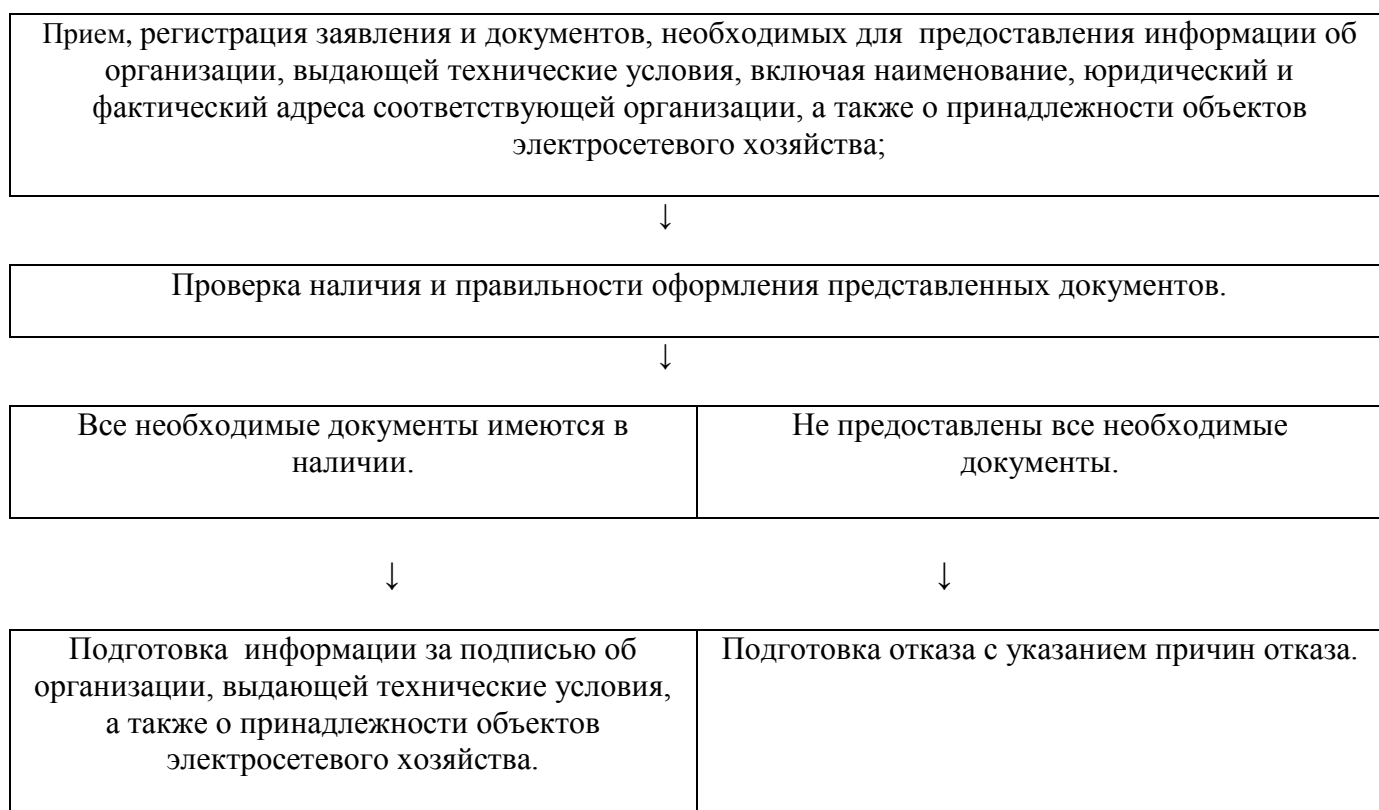 Прием, регистрация заявления и документов, необходимых для  предоставления информации об
организации, выдающей технические условия, включая наименование, юридический и
фактический адреса соответствующей организации, а также о принадлежности объектов
электросетевого хозяйства;
↓
Проверка наличия и правильности оформления представленных документов.
↓
Все необходимые документы имеются в
наличии.
Не предоставлены все необходимые
документы.
↓
↓
Подготовка  информации за подписью об
организации, выдающей технические условия,
а также о принадлежности объектов
электросетевого хозяйства.
Подготовка отказа с указанием причин отказа.